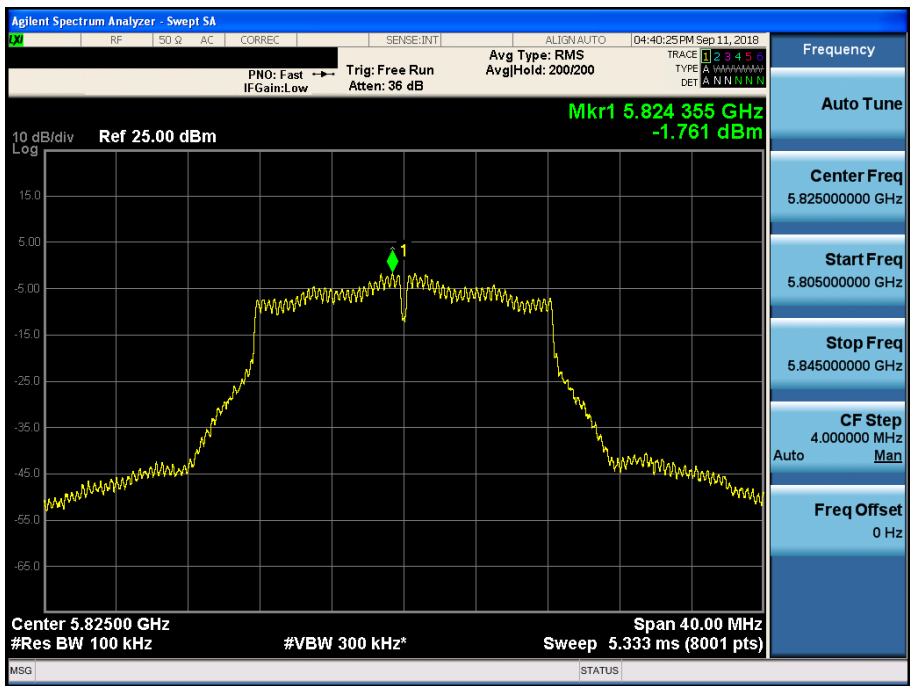 Agilent Spectrum Analyzer - Swept SA
LXI RF 50 Ω AC CORREC SENSE:INT ALIGNAUTO 04:40:25 PM Sep 11, 2018
PNO: Fast
IFGain:Low
Trig: Free Run
Atten: 36 dB
Avg Type: RMS
Avg|Hold: 200/200
TRACE 1 2 3 4 5 6
TYPE A WWWWW
DET A N N N N N
Mkr1 5.824 355 GHz
-1.761 dBm
10 dB/div Ref 25.00 dBm
Log
15.0
5.00
-5.00
-15.0
-25.0
-35.0
-45.0
-55.0
-65.0
1
Center 5.82500 GHz Span 40.00 MHz
#Res BW 100 kHz #VBW 300 kHz* Sweep 5.333 ms (8001 pts)
MSG STATUS
Frequency
Auto Tune
Center Freq
5.825000000 GHz
Start Freq
5.805000000 GHz
Stop Freq
5.845000000 GHz
CF Step
4.000000 MHz
Auto Man
Freq Offset
0 Hz